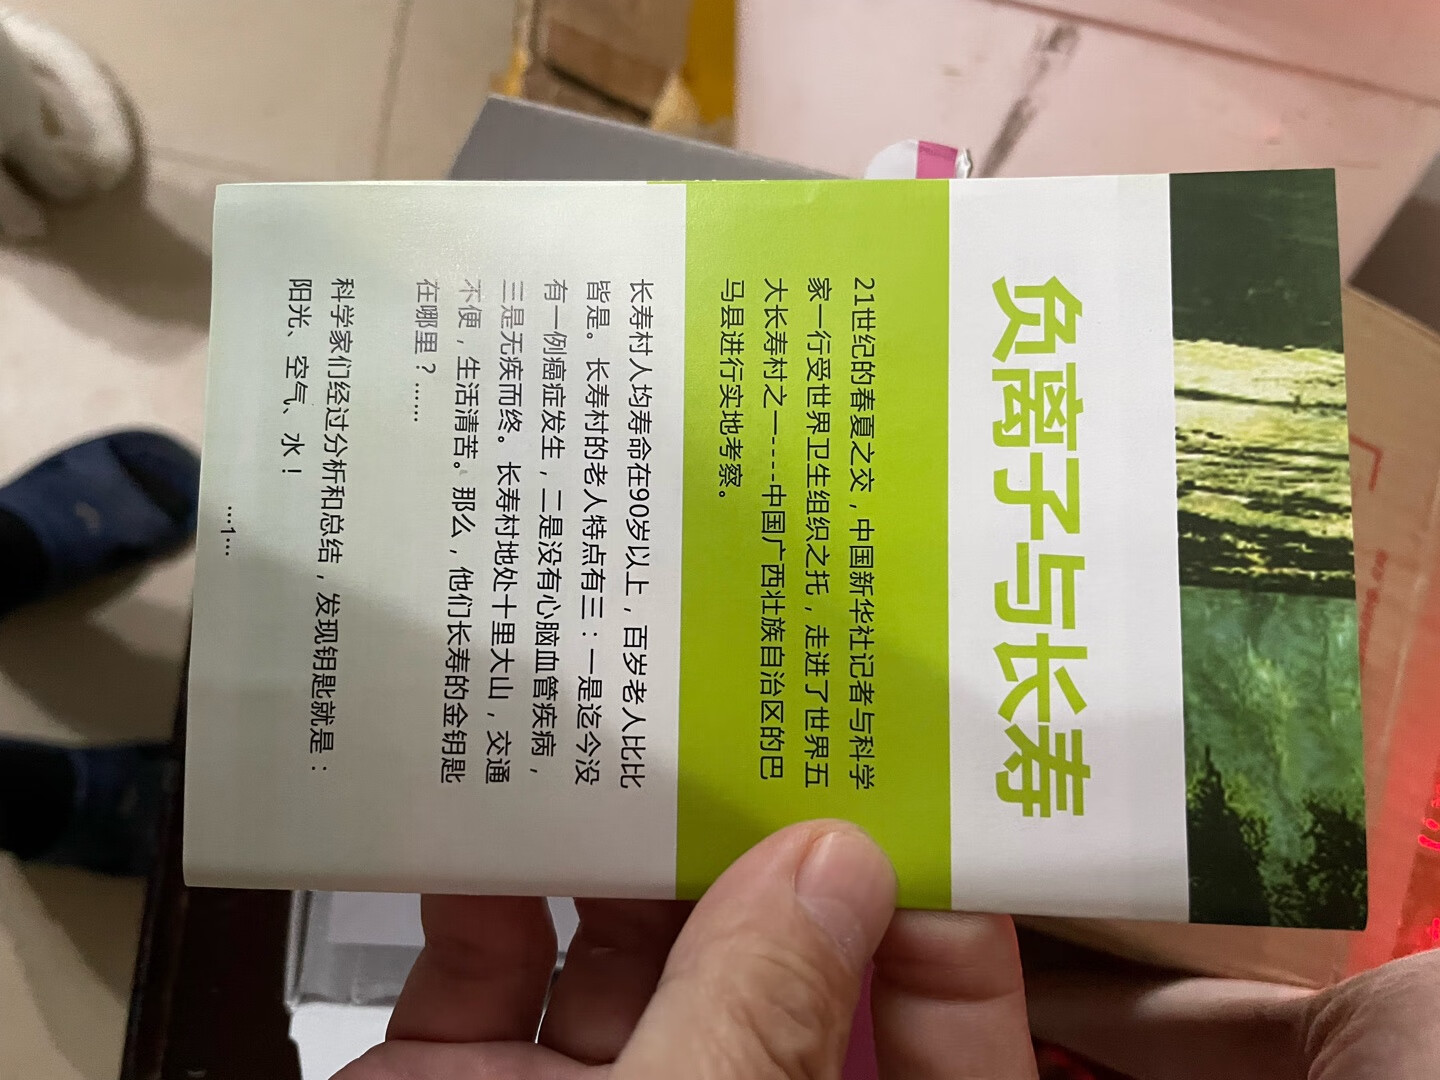 负离子与长寿
21世纪的春夏之交，中国新华社记者与科学
家一行受世界卫生组织之托，走进了世界五
大长寿村之一----中国广西壮族自治区的巴
马县进行实地考察。
长寿村人均寿命在90岁以上，百岁老人比比
皆是。长寿村的老人特点有三：一是迄今没
有一例癌症发生，二是没有心脑血管疾病，
三是无疾而终。长寿村地处十里大山，交通
不便，生活清苦。那么，他们长寿的金钥匙
在哪里？……
科学家们经过分析和总结，发现钥匙就是：
阳光、空气、水！
…1…